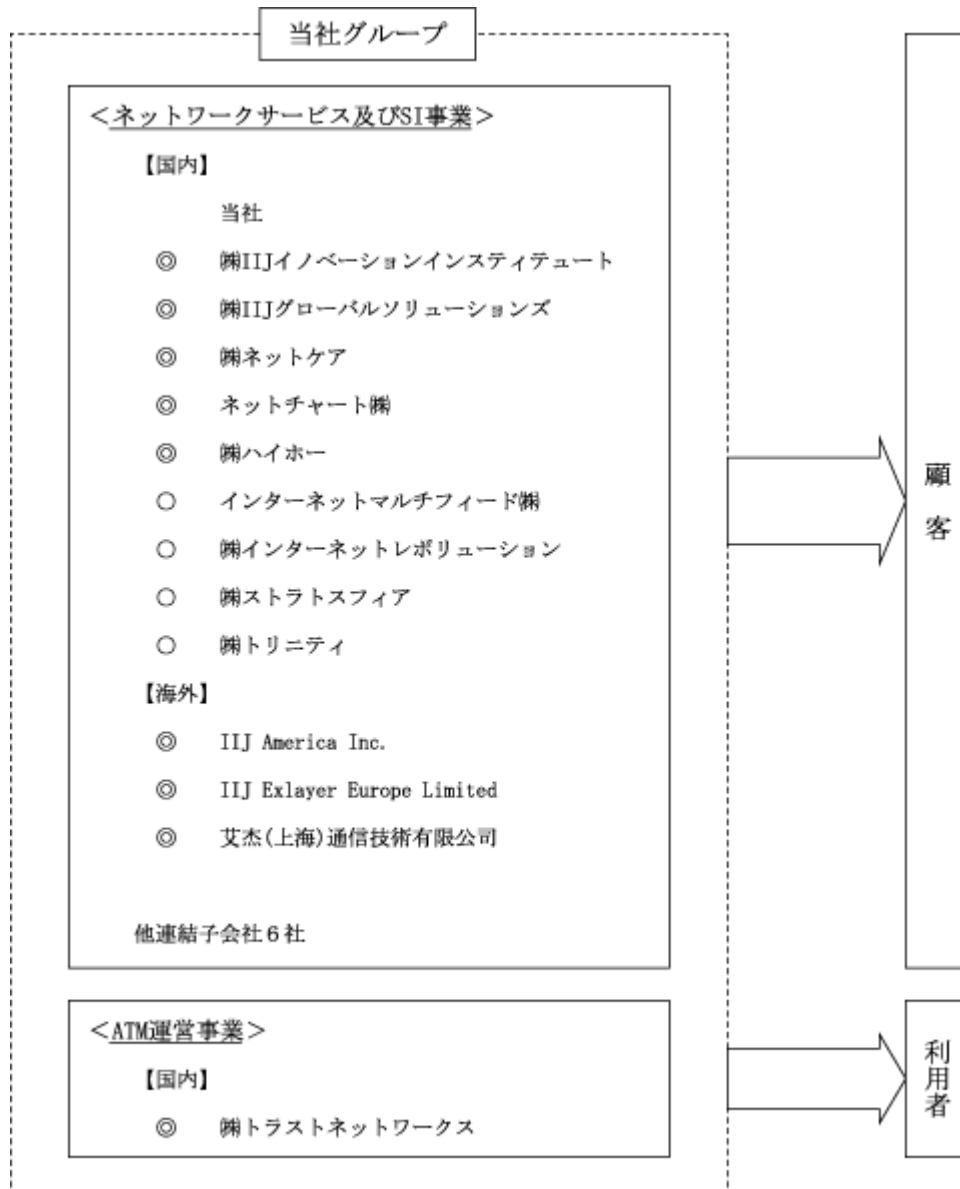 当社グループ
＜ネットワークサービス及びSI事業＞
【国内】
当社
◎ ㈱IIJイノベーションインスティテュート
◎ ㈱IIJグローバルソリューションズ
◎ ㈱ネットケア
◎ ネットチャート㈱
◎ ㈱ハイホー
○ インターネットマルチフィード㈱
○ ㈱インターネットレボリューション
○ ㈱ストラトスフィア
○ ㈱トリニティ
【海外】
◎ IIJ America Inc.
◎ IIJ Exlayer Europe Limited
◎ 艾杰(上海)通信技術有限公司
他連結子会社６社
顧客
＜ATM運営事業＞
【国内】
◎ ㈱トラストネットワークス
利用者